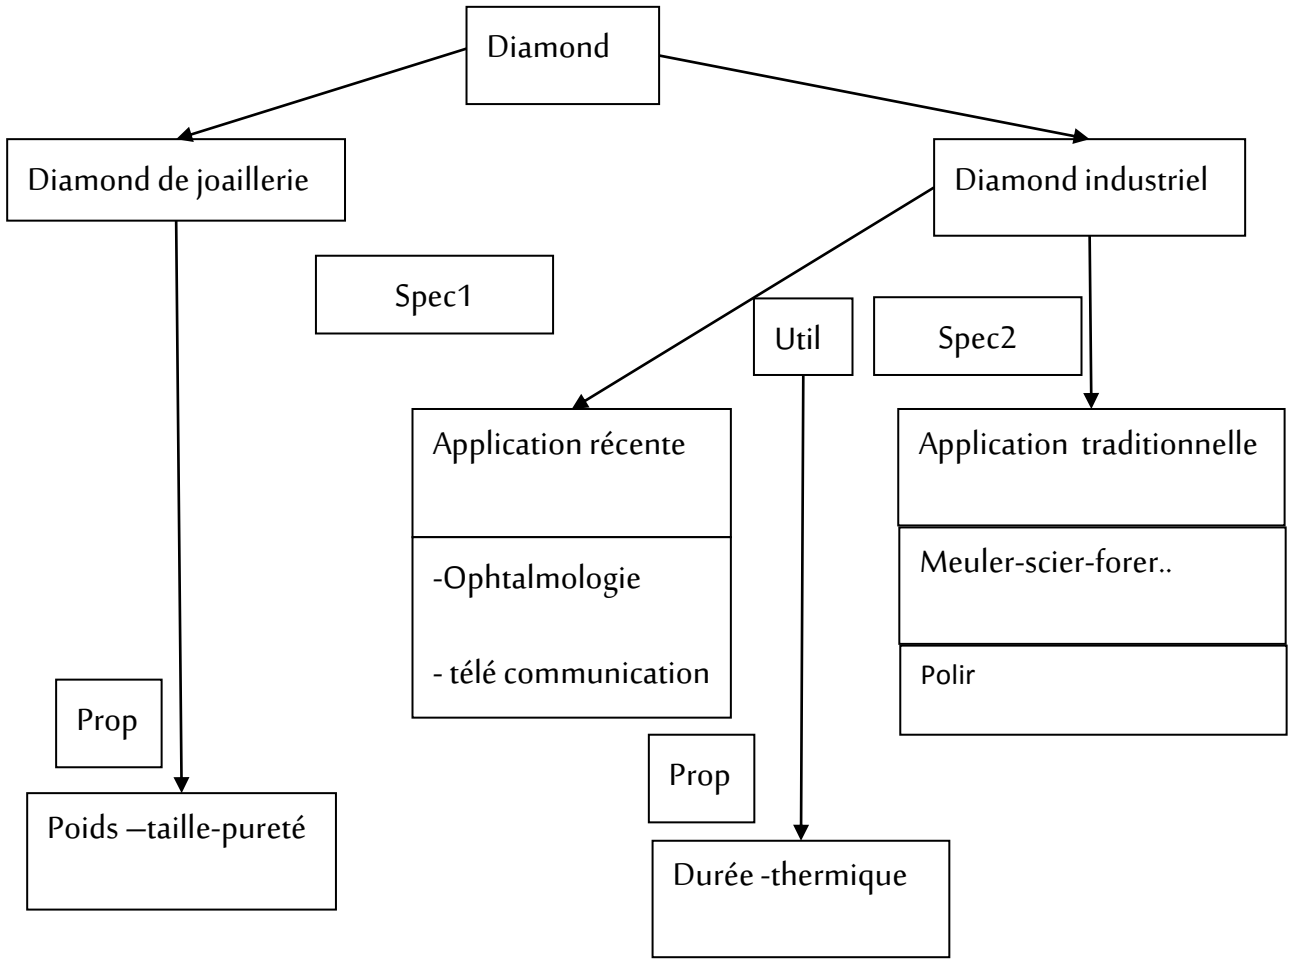 Diamond
Diamond de joaillerie
Diamond industriel
Spec1
Util
Spec2
Application récente
Application  traditionnelle
-Ophtalmologie
Meuler-scier-forer..
- télé communication
Polir
Prop
Prop
Poids –taille-pureté
Durée -thermique